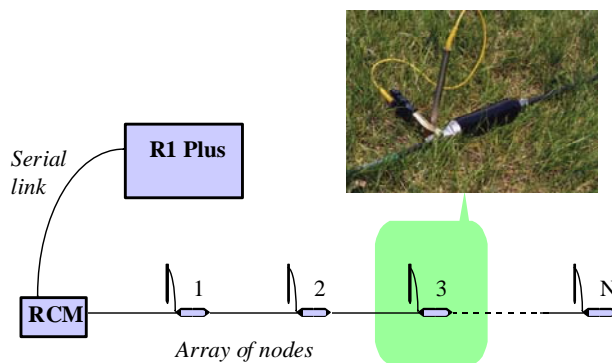 R1 Plus
Serial
link
1
2
3
N
RCM
Array of nodes